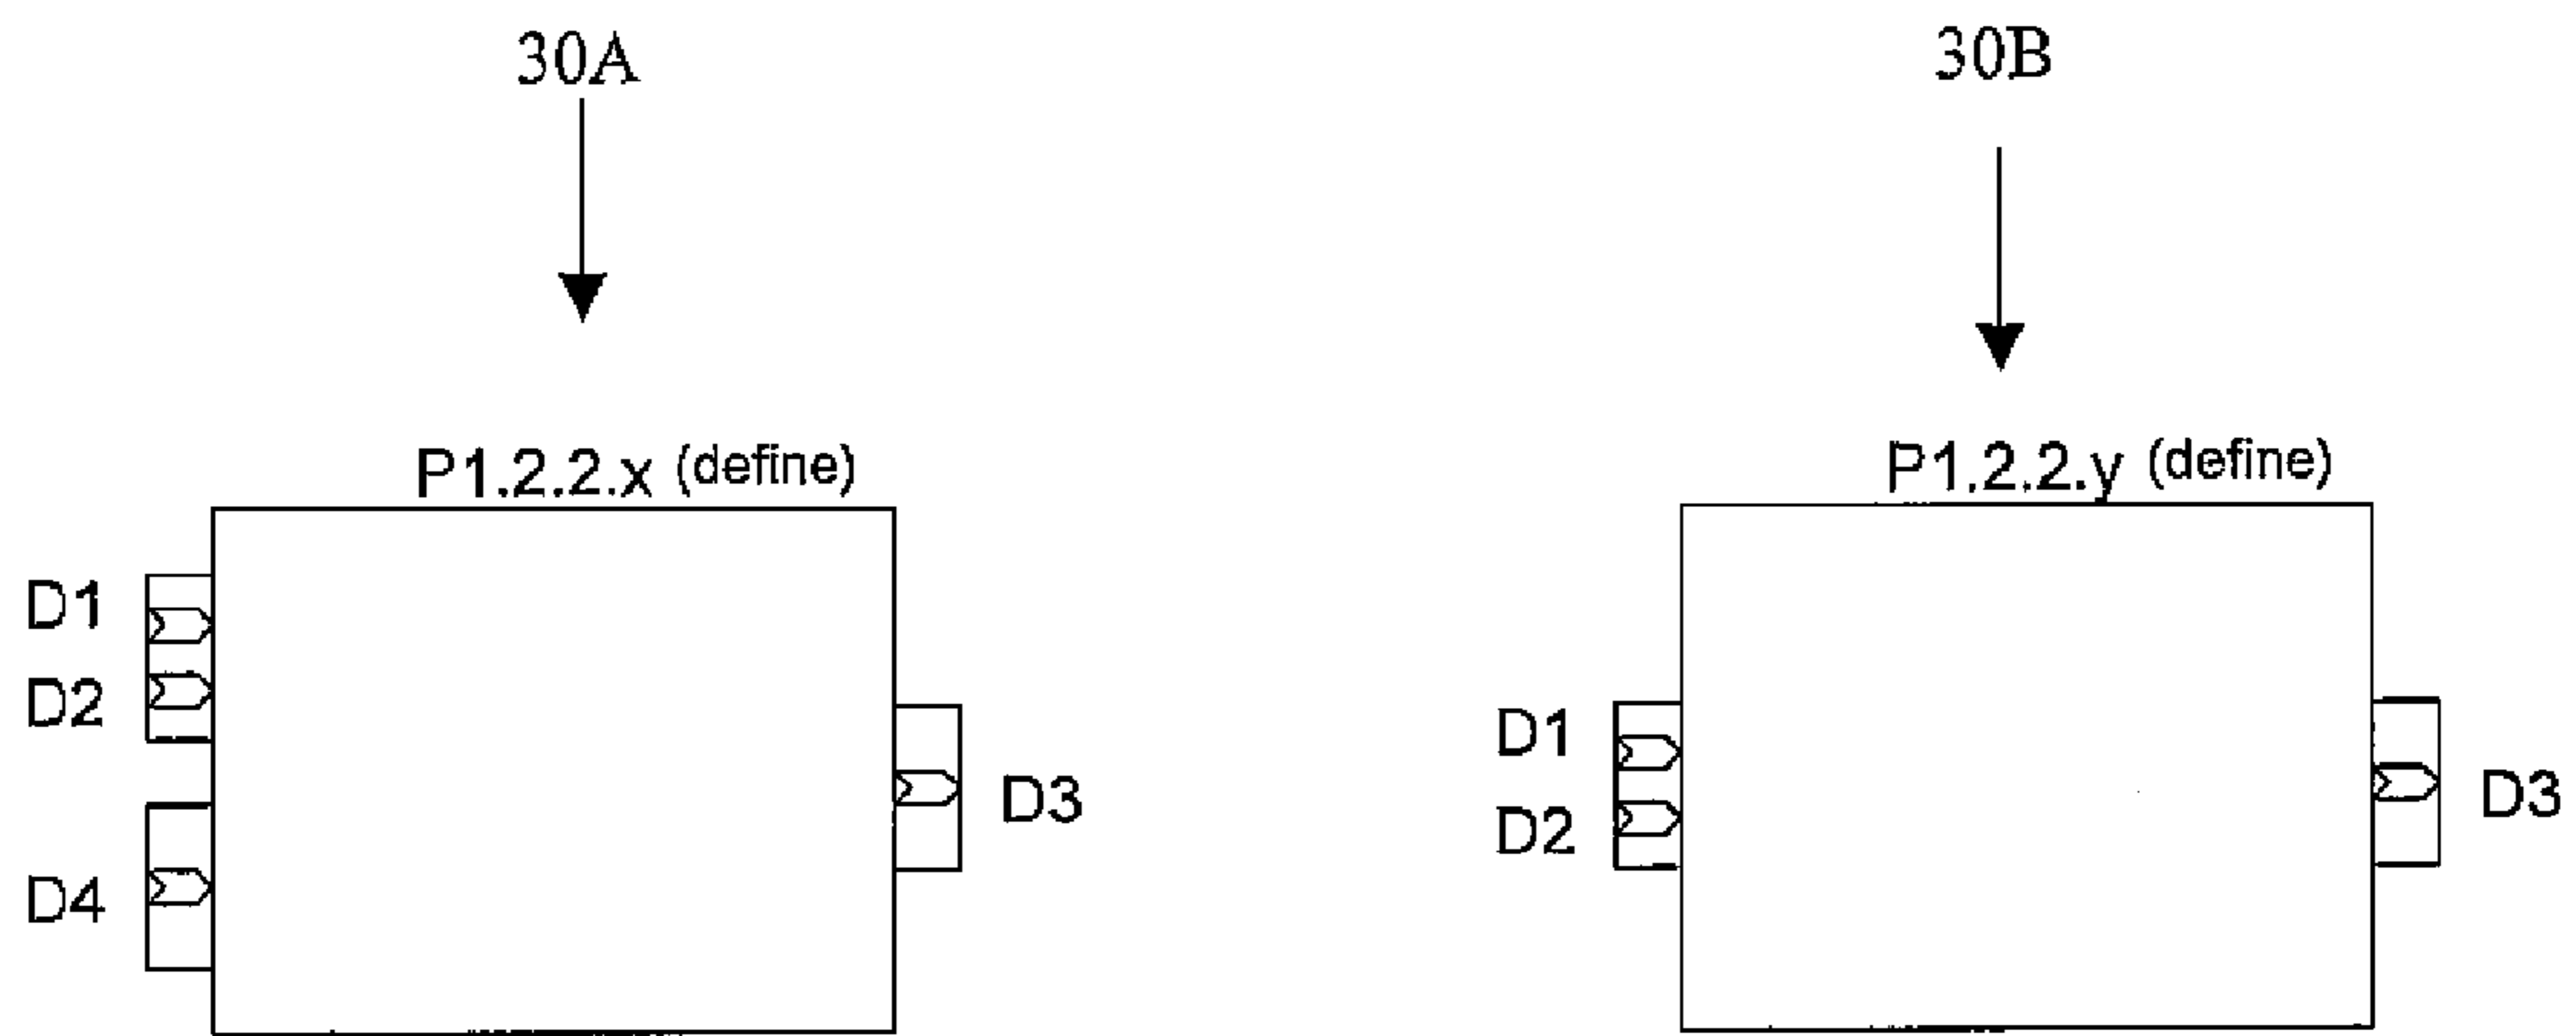 30A
30B
P1.2.2.x (define)
P1.2.2.y (define)
D1
D2
D4
D3
D1
D2
D3